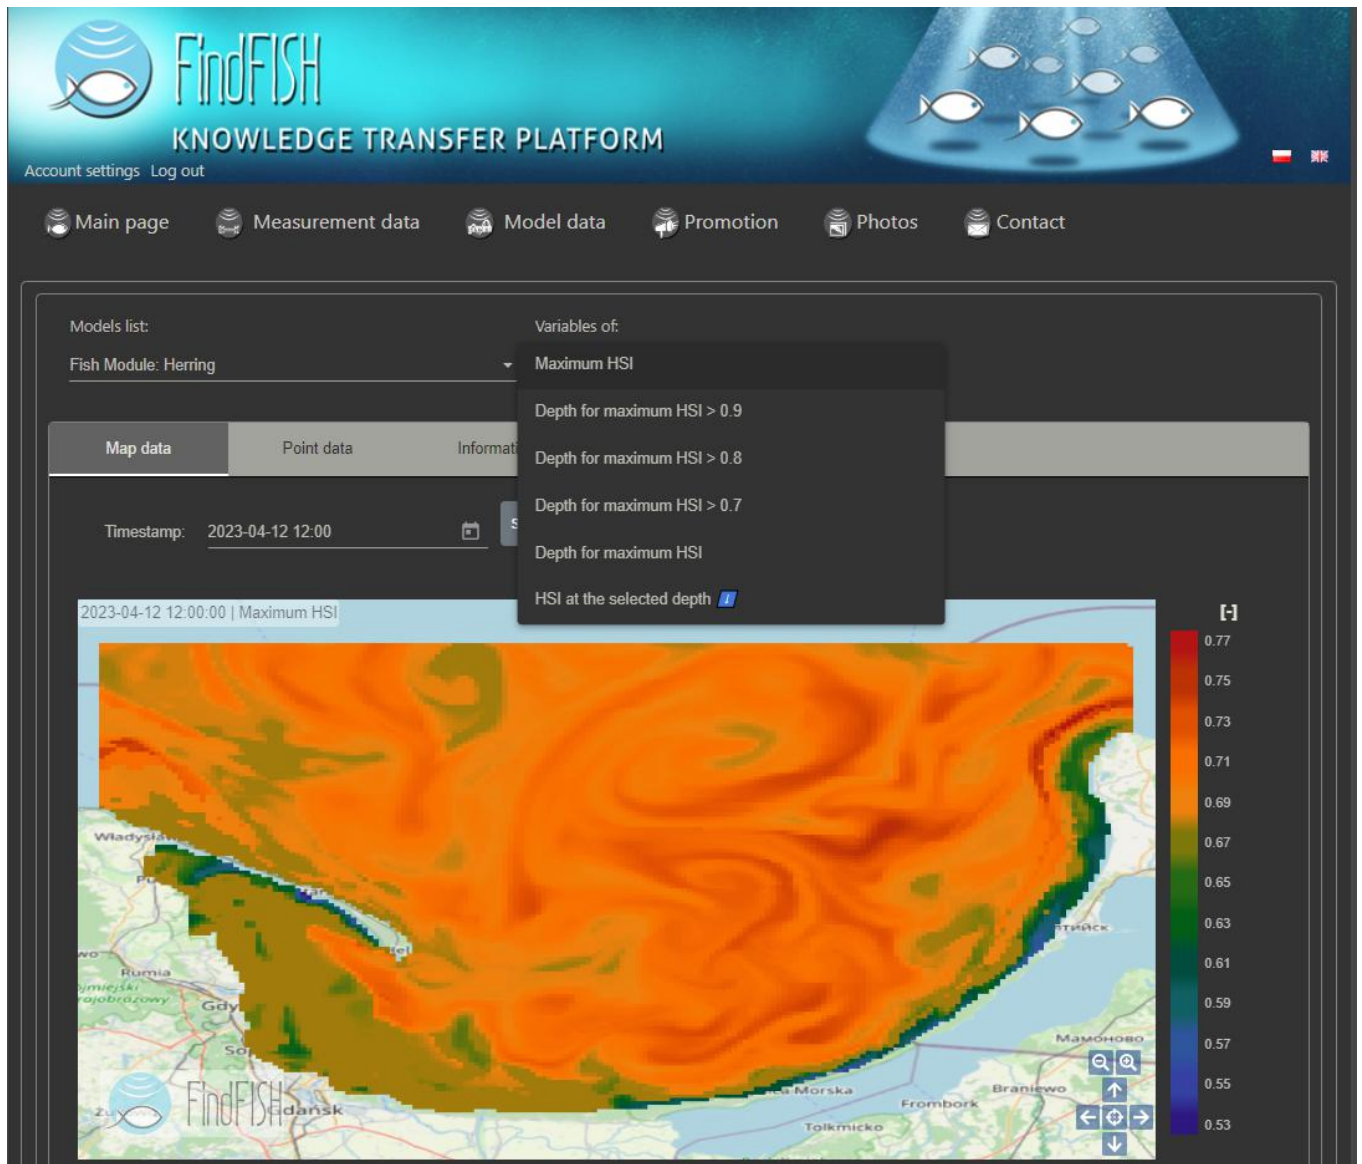 FindFISH
KNOWLEDGE TRANSFER PLATFORM
Account settings Log out
Main page Measurement data Model data Promotion Photos Contact
Models list: Variables of:
Fish Module: Herring Maximum HSI
Depth for maximum HSI > 0.9
Map data Point data Informati
Depth for maximum HSI > 0.8
Depth for maximum HSI > 0.7
Timestamp: 2023-04-12 12:00
Depth for maximum HSI
HSI at the selected depth
2023-04-12 12:00:00 | Maximum HSI
[-]
0.77
0.75
0.73
0.71
0.69
0.67
0.65
0.63
0.61
0.59
0.57
0.55
0.53
Rumia
Gdy
Mамоново
Braniewo
Morska
Frombork
Tolkmicko
FindFISH
Gdańsk